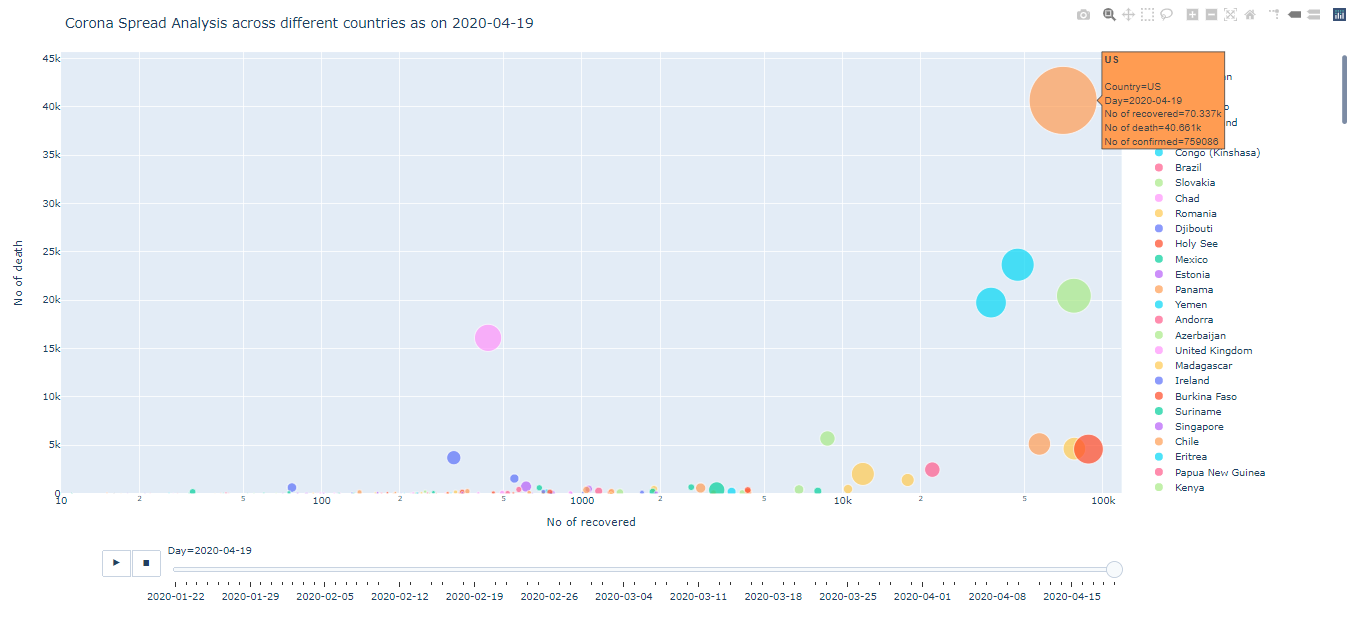 Corona Spread Analysis across different countries as on 2020-04-19
45k
40k
35k
30k
25k
20k
15k
10k
5k
0
No of death
US
Country=US
Day=2020-04-19
No of recovered=70.337k
No of death=40.661k
No of confirmed=759086
Congo (Kinshasa)
Brazil
Slovakia
Chad
Romania
Djibouti
Holy See
Mexico
Estonia
Panama
Yemen
Andorra
Azerbaijan
United Kingdom
Madagascar
Ireland
Burkina Faso
Suriname
Singapore
Chile
Eritrea
Papua New Guinea
Kenya
10 2 5 100 2 5 1000 2 5 10k 2 5 100k
No of recovered
Day=2020-04-19
2020-01-22 2020-01-29 2020-02-05 2020-02-12 2020-02-19 2020-02-26 2020-03-04 2020-03-11 2020-03-18 2020-03-25 2020-04-01 2020-04-08 2020-04-15